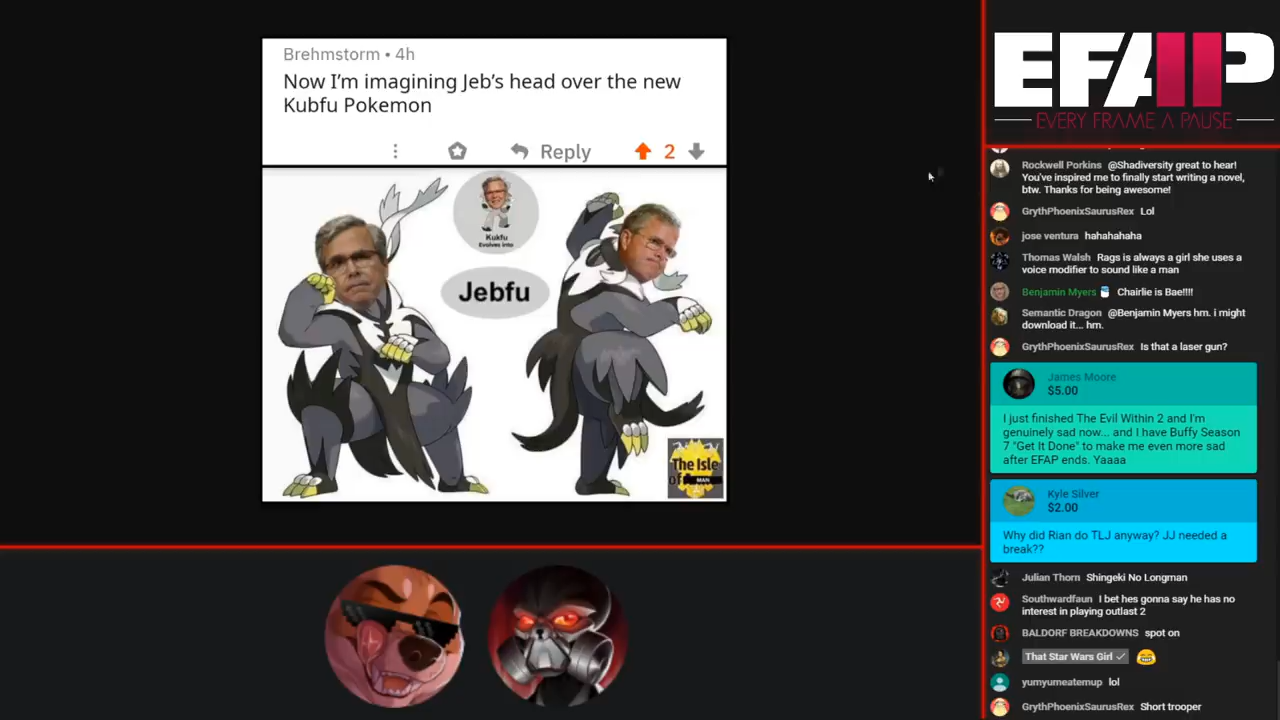 Brehmstorm • 4h
Now I'm imagining Jeb's head over the new
Kubfu Pokemon
Reply
2
Kukfu
Evolves into
Jebfu
The Isle
MAN
EFAP
EVERY FRAME A PAUSE
Rockwell Porkins @Shadiversity great to hear!
You've inspired me to finally start writing a novel,
btw. Thanks for being awesome!
GrythPhoenixSaurusRex Lol
jose ventura hahahahaha
Thomas Walsh Rags is always a girl she uses a
voice modifier to sound like a man
Benjamin Myers Chairlie is Bae!!!!
Semantic Dragon @Benjamin Myers hm. i might
download it... hm.
GrythPhoenixSaurusRex Is that a laser gun?
James Moore
$5.00
I just finished The Evil Within 2 and I'm
genuinely sad now... and I have Buffy Season
7 "Get It Done" to make me even more sad
after EFAP ends. Yaaaa
Kyle Silver
$2.00
Why did Rian do TLJ anyway? JJ needed a
break??
Julian Thorn Shingeki No Longman
Southwardfaun I bet hes gonna say he has no
interest in playing outlast 2
BALDORF BREAKDOWNS spot on
That Star Wars Girl ✓ 😁
yumyumeatemup lol
GrythPhoenixSaurusRex Short trooper